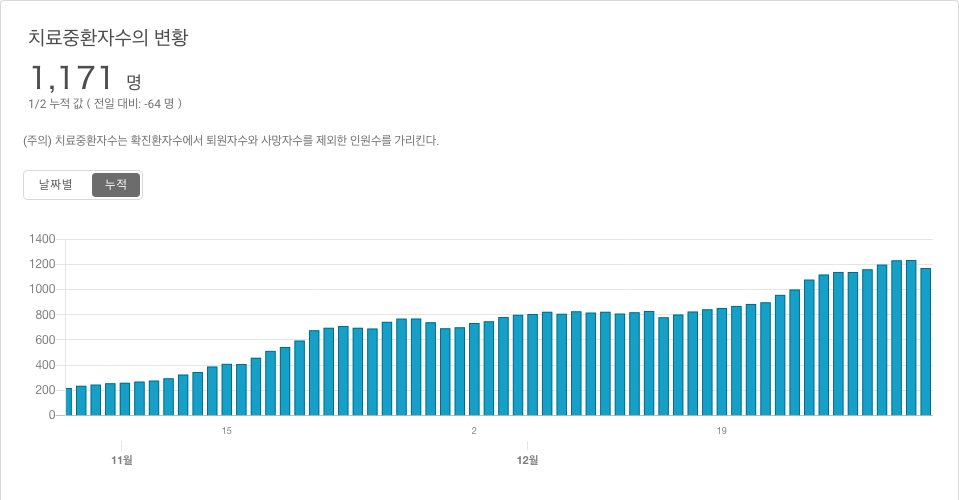 치료중환자수의 변황
1,171 명
1/2 누적 값 ( 전일 대비: -64 명 )
(주의) 치료중환자수는 확진환자수에서 퇴원자수와 사망자수를 제외한 인원수를 가리킨다.
날짜별 누적
1400
1200
1000
800
600
400
200
0
15 2 19
11월 12월